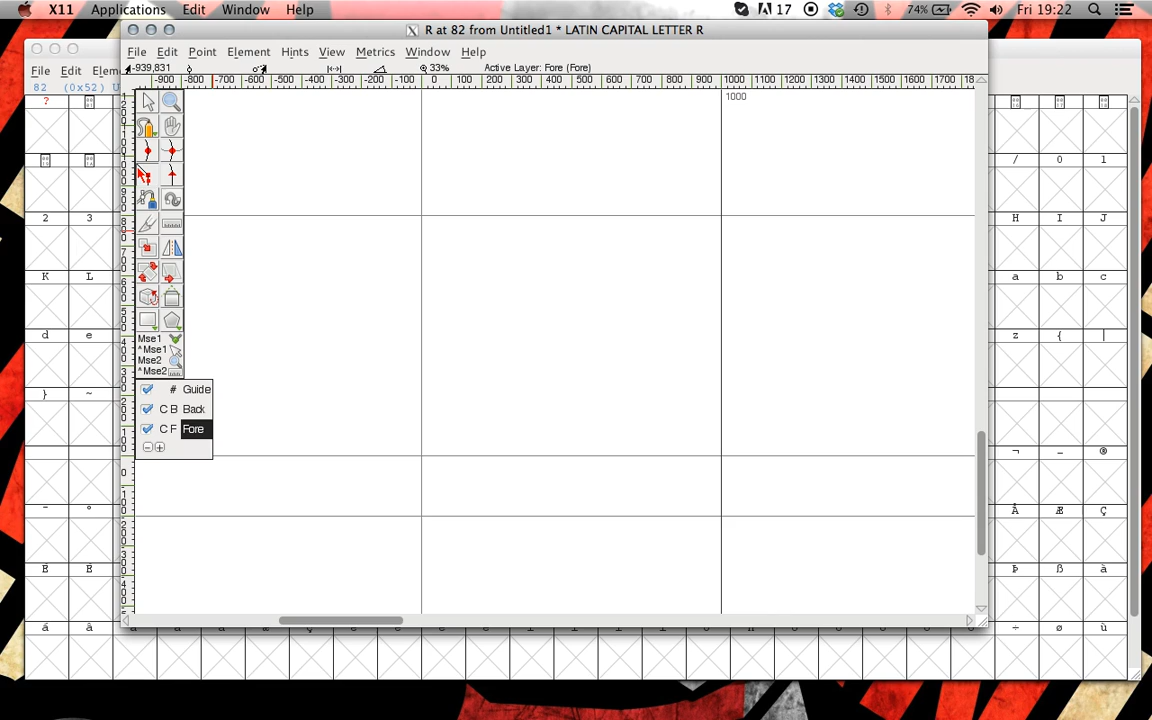 X11 Applications Edit Window Help 17 74% Fri 19:22
R at 82 from Untitled1 * LATIN CAPITAL LETTER R
File Edit Point Element Hints View Metrics Window Help
-939,831 33% Active Layer: Fore (Fore)
-900 -800 -700 -600 -500 -400 -300 -200 -100 0 100 200 300 400 500 600 700 800 900 1000 1100 1200 1300 1400 1500 1600 1700
1000
File Edit Elem
82 (0x52) U
?
/ 0 1
2 3 H I J
K L a b c
d e z { |
} ~
¬ ®
Å Æ Ç
Þ ß à
÷ ø ù
Mse1
^Mse1
Mse2
^Mse2
# Guide
C B Back
C F Fore